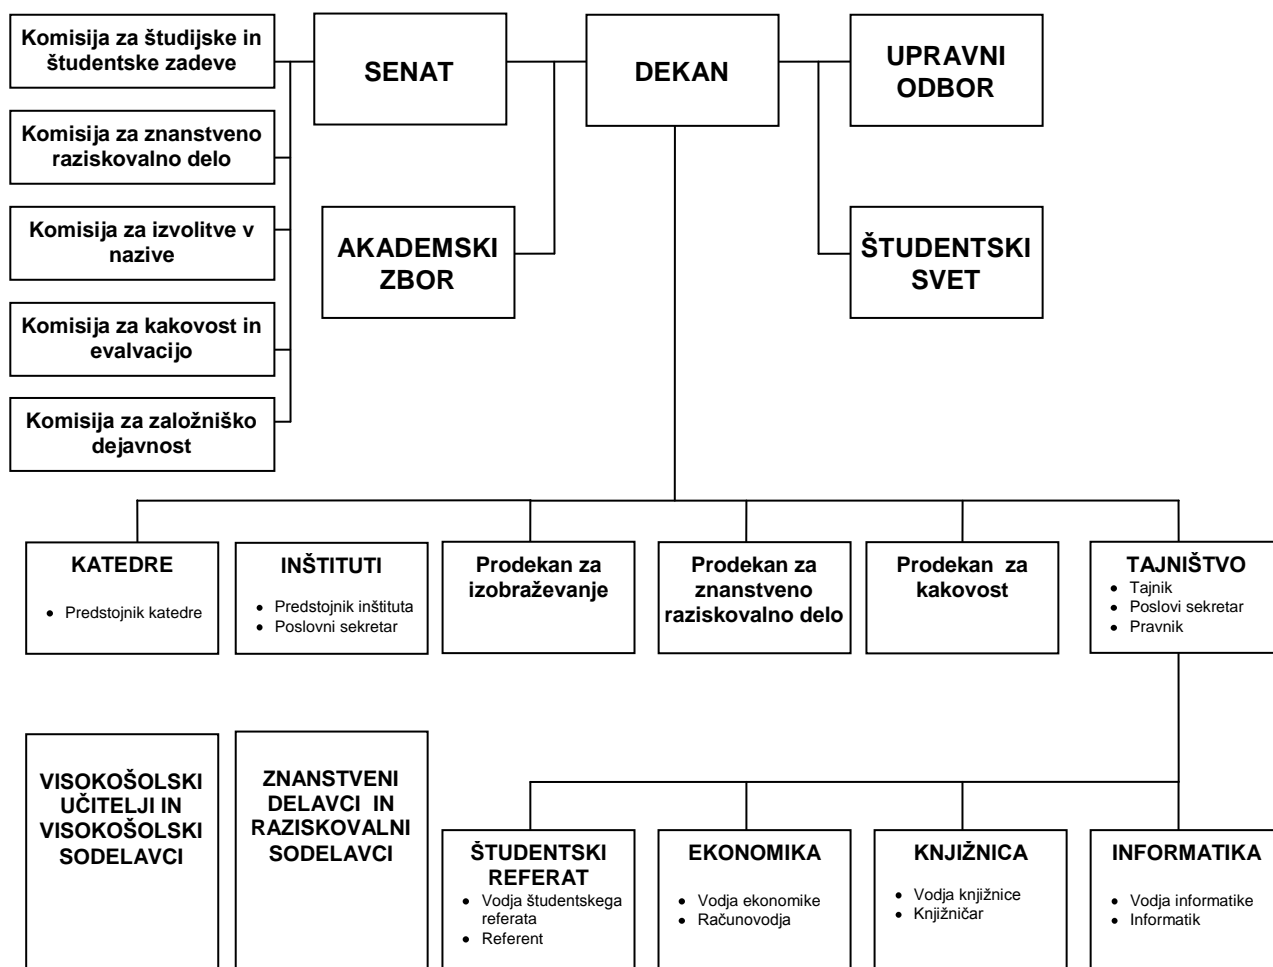 Komisija za študijske in
študentske zadeve
SENAT
DEKAN
UPRAVNI
ODBOR
Komisija za znanstveno
raziskovalno delo
Komisija za izvolitve v
nazive
AKADEMSKI
ZBOR
ŠTUDENTSKI
SVET
Komisija za kakovost in
evalvacijo
Komisija za založniško
dejavnost
KATEDRE
• Predstojnik katedre
INŠTITUTI
• Predstojnik inštituta
• Poslovni sekretar
Prodekan za
izobraževanje
Prodekan za
znanstveno
raziskovalno delo
Prodekan za
kakovost
TAJNIŠTVO
• Tajnik
• Poslovi sekretar
• Pravnik
VISOKOŠOLSKI
UČITELJI IN
VISOKOŠOLSKI
SODELAVCI
ZNANSTVENI
DELAVCI IN
RAZISKOVALNI
SODELAVCI
ŠTUDENTSKI
REFERAT
• Vodja študentskega
referata
• Referent
EKONOMIKA
• Vodja ekonomike
• Računovodja
KNJIŽNICA
• Vodja knjižnice
• Knjižničar
INFORMATIKA
• Vodja informatike
• Informatik